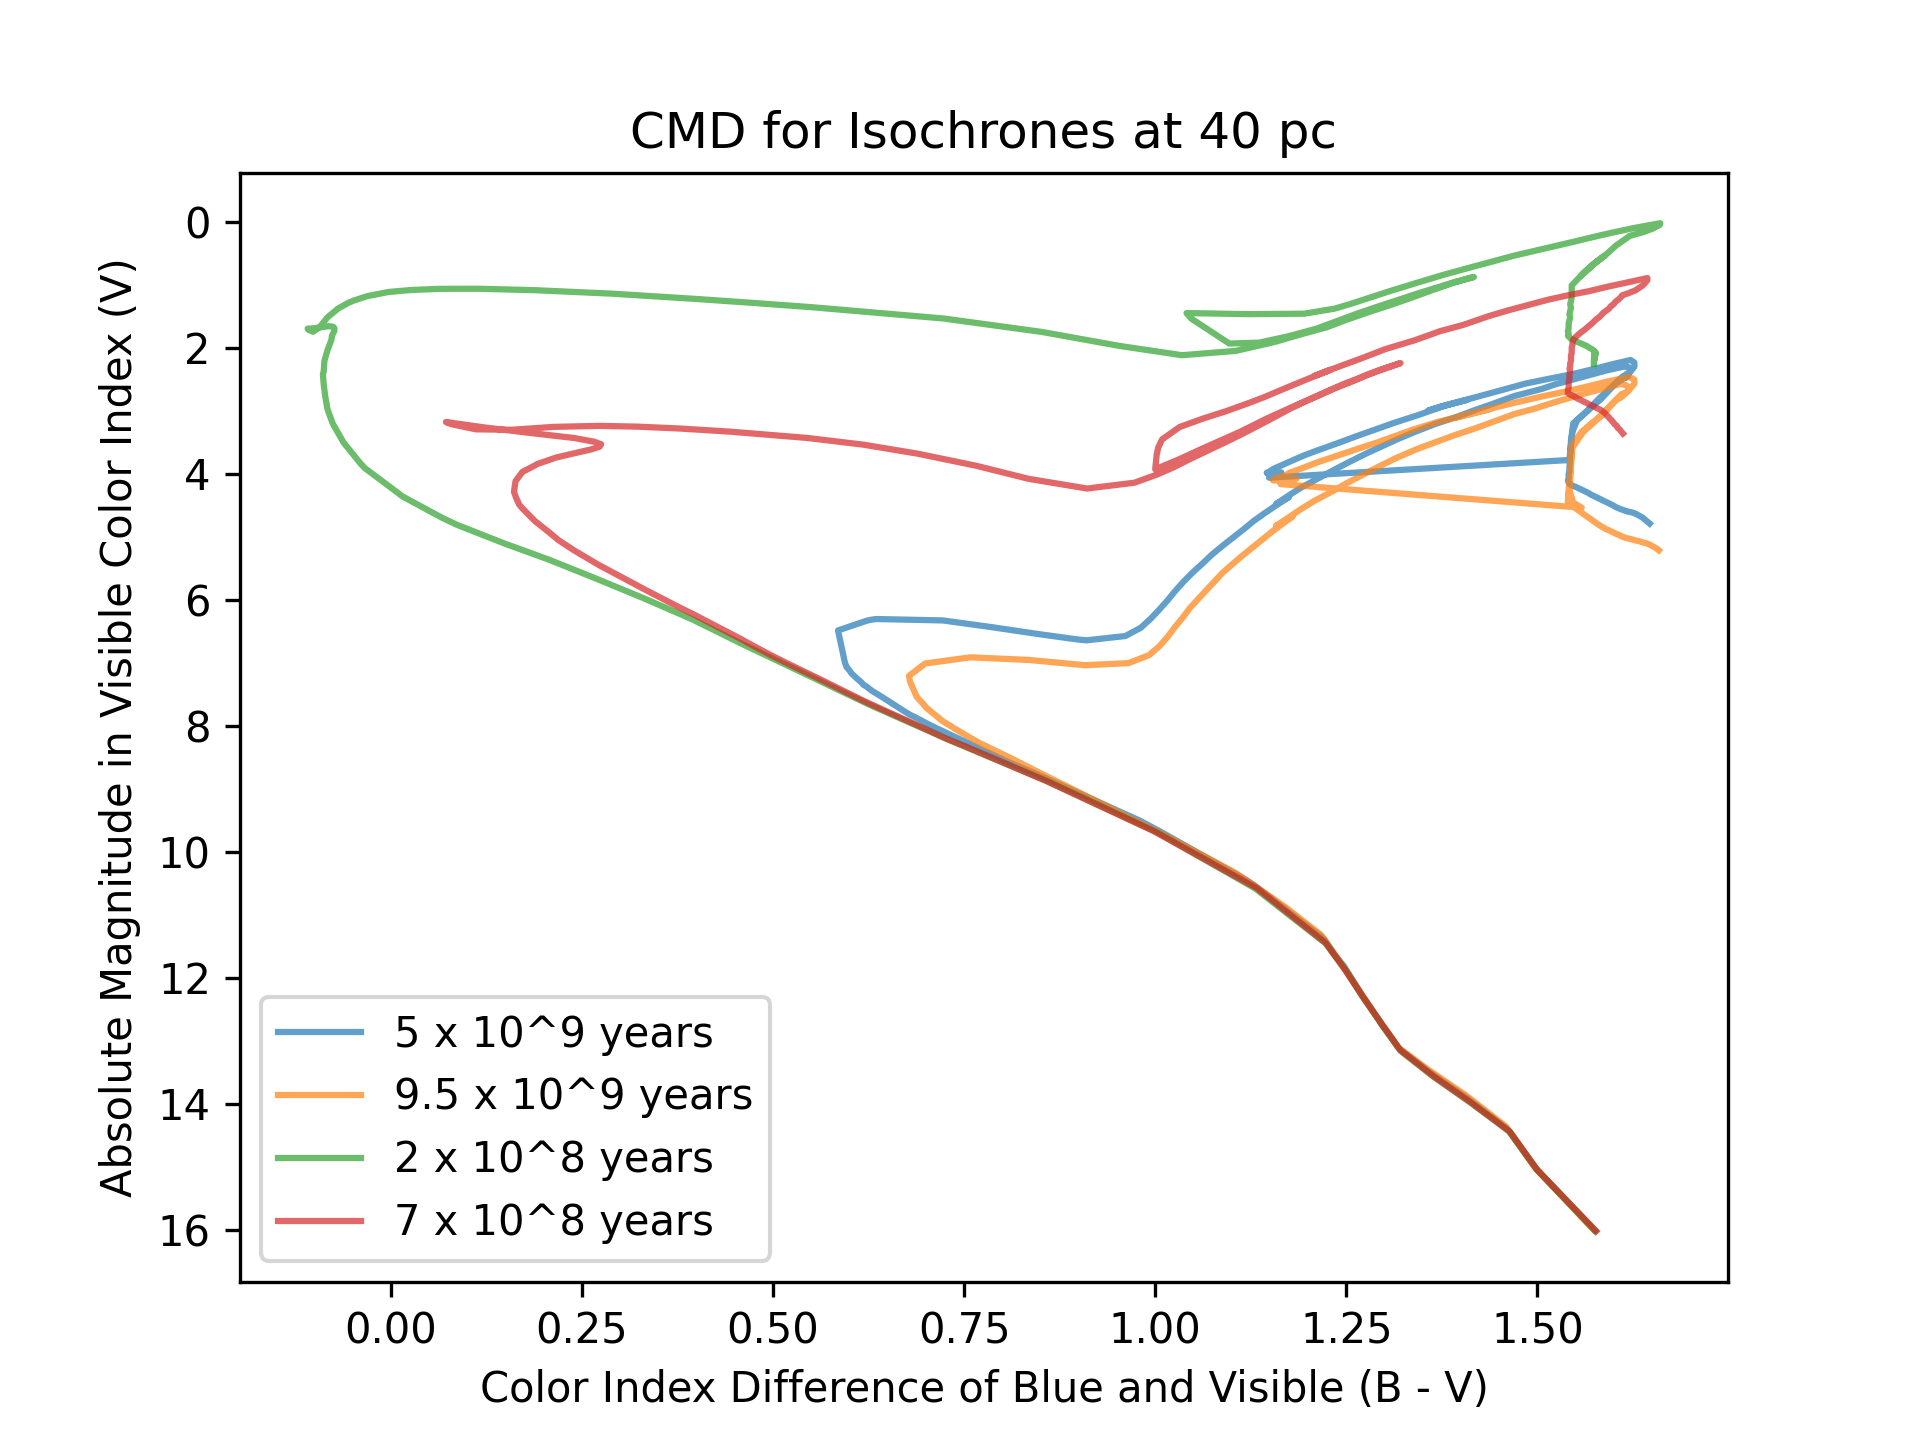 CMD for Isochrones at 40 pc
Absolute Magnitude in Visible Color Index (V)
0
2
4
6
8
10
12
14
16
5 x 10^9 years
9.5 x 10^9 years
2 x 10^8 years
7 x 10^8 years
0.00 0.25 0.50 0.75 1.00 1.25 1.50
Color Index Difference of Blue and Visible (B - V)